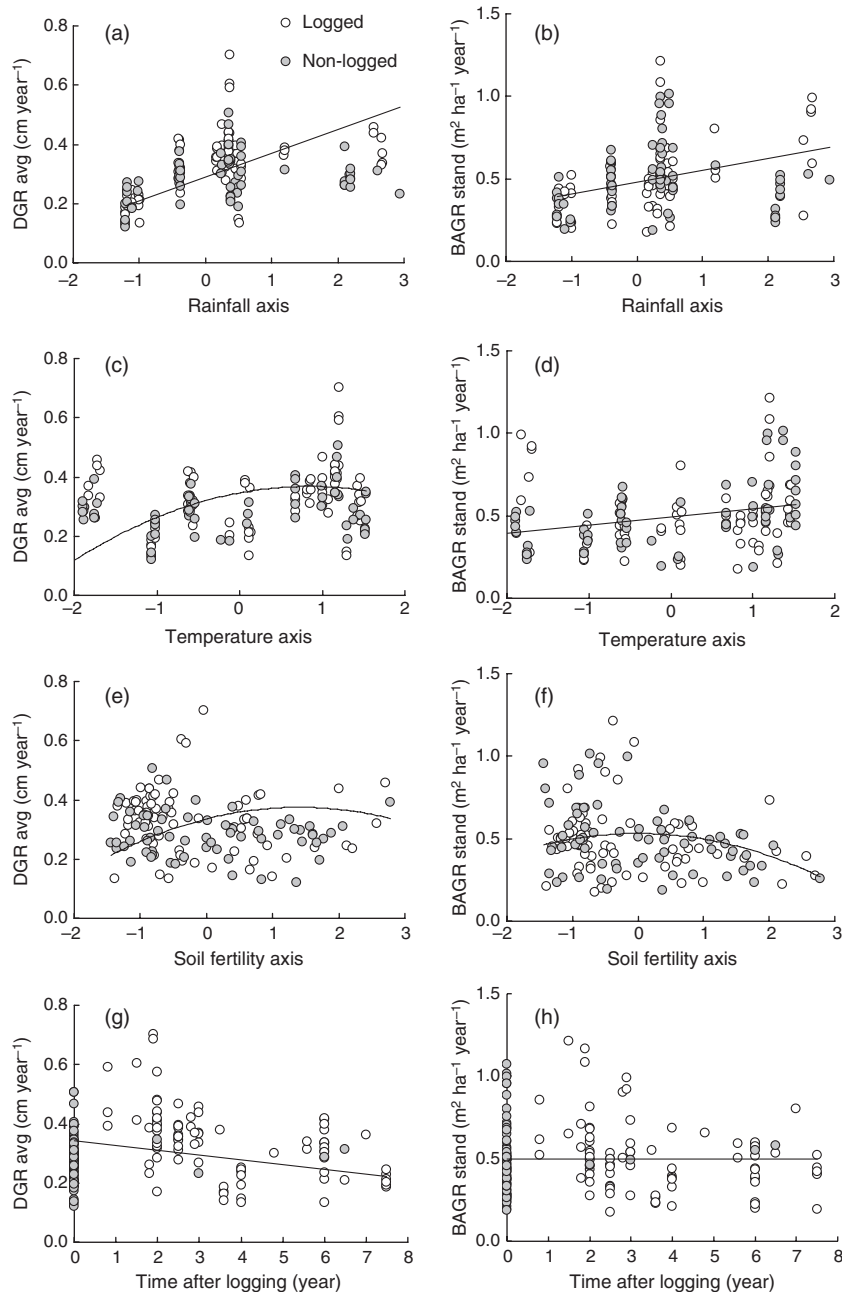 (a)
Logged
Non-logged
DGR avg (cm year⁻¹)
0.8
0.6
0.4
0.2
0.0
−2 −1 0 1 2 3
Rainfall axis
(b)
BAGR stand (m² ha⁻¹ year⁻¹)
1.5
1.0
0.5
0.0
−2 −1 0 1 2 3
Rainfall axis
(c)
DGR avg (cm year⁻¹)
0.8
0.6
0.4
0.2
0.0
−2 −1 0 1 2
Temperature axis
(d)
BAGR stand (m² ha⁻¹ year⁻¹)
1.5
1.0
0.5
0.0
−2 −1 0 1 2
Temperature axis
(e)
DGR avg (cm year⁻¹)
0.8
0.6
0.4
0.2
0.0
−2 −1 0 1 2 3
Soil fertility axis
(f)
BAGR stand (m² ha⁻¹ year⁻¹)
1.5
1.0
0.5
0.0
−2 −1 0 1 2 3
Soil fertility axis
(g)
DGR avg (cm year⁻¹)
0.8
0.6
0.4
0.2
0.0
0 1 2 3 4 5 6 7 8
Time after logging (year)
(h)
BAGR stand (m² ha⁻¹ year⁻¹)
1.5
1.0
0.5
0.0
0 1 2 3 4 5 6 7 8
Time after logging (year)